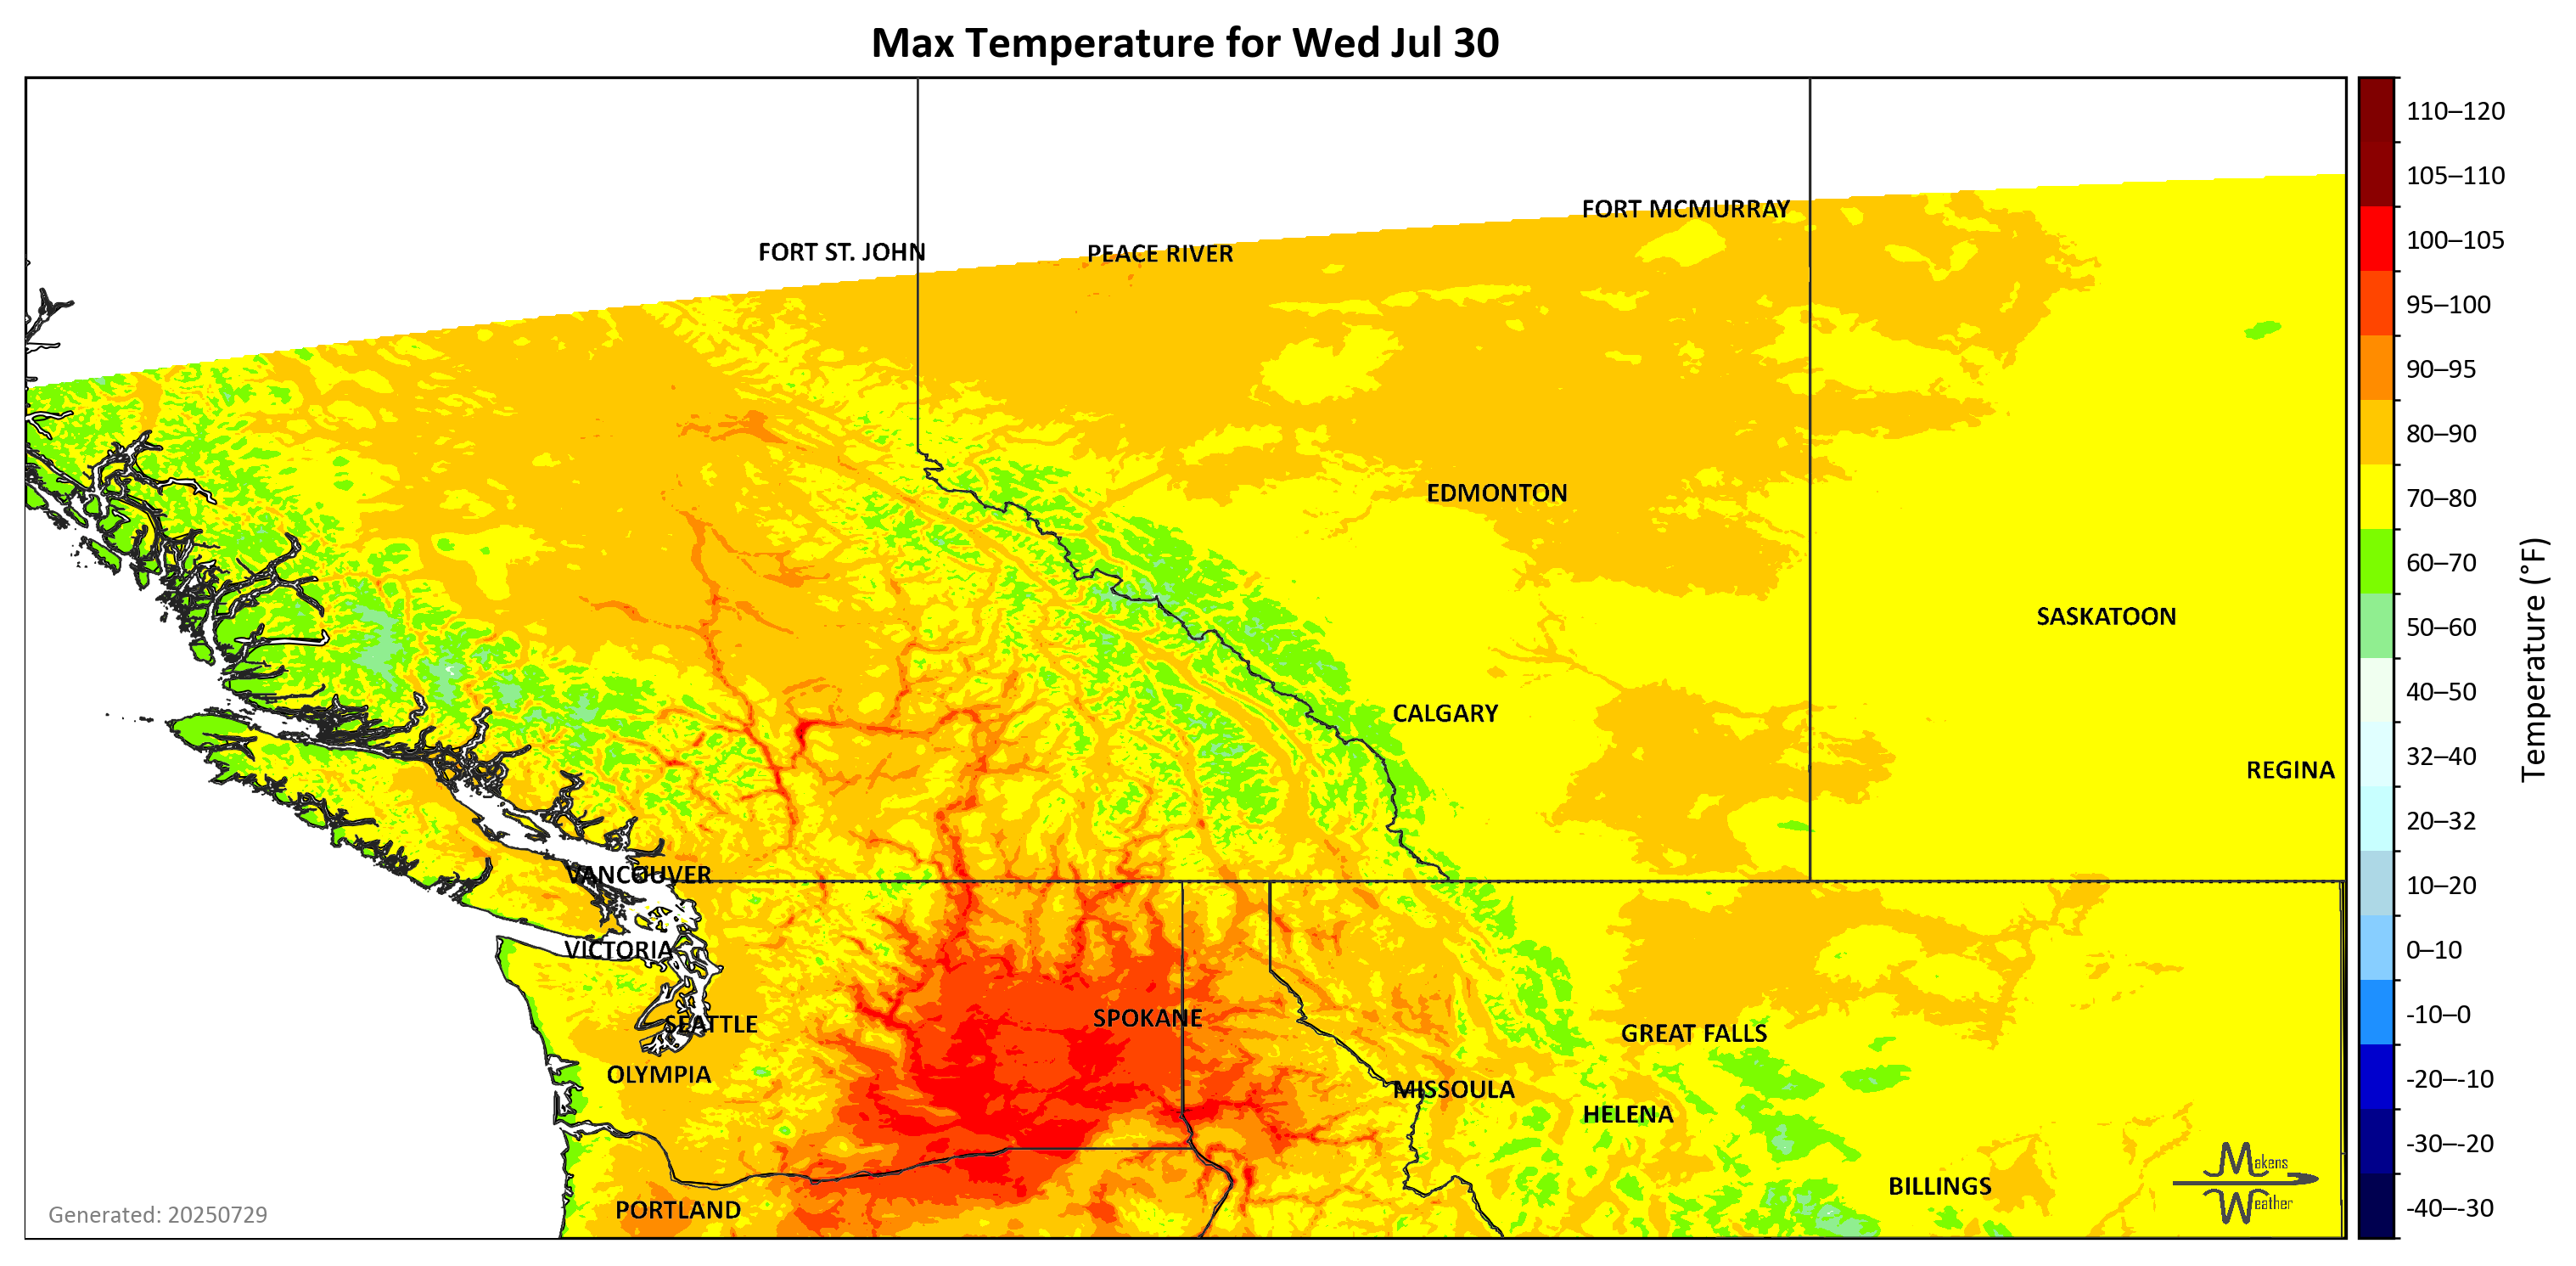 Max Temperature for Wed Jul 30
110–120
105–110
FORT MCMURRAY
100–105
FORT ST. JOHN
PEACE RIVER
95–100
90–95
80–90
EDMONTON
70–80
60–70
SASKATOON
50–60
40–50
CALGARY
32–40
REGINA
20–32
VANCOUVER
10–20
VICTORIA
0–10
SPOKANE
-10–0
SEATTLE
GREAT FALLS
OLYMPIA
-20–-10
MISSOULA
HELENA
-30–-20
Makens
Weather
BILLINGS
PORTLAND
-40–-30
Generated: 20250729
Temperature (°F)